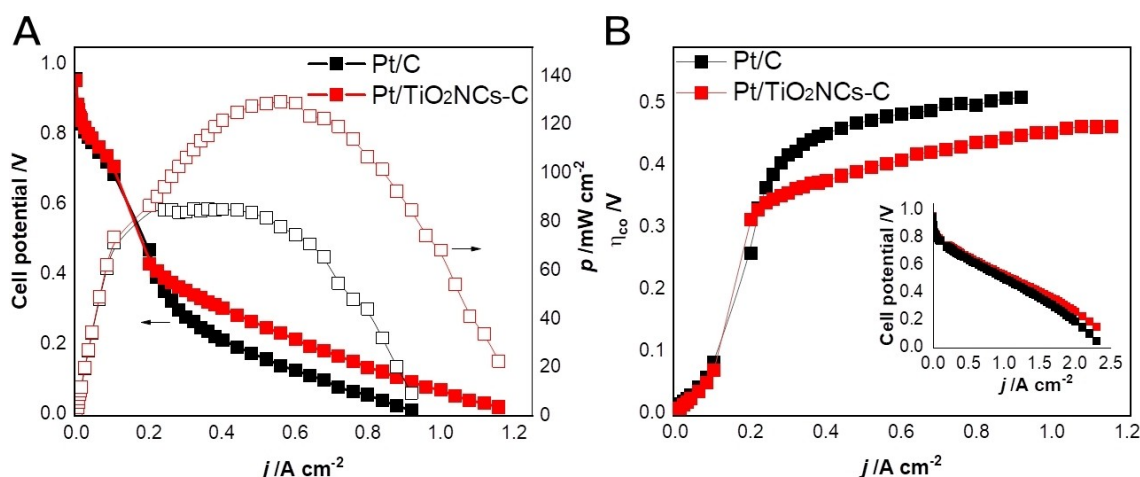 A
Pt/C
Pt/TiO₂NCs-C
1.0
0.8
0.6
0.4
0.2
0.0
Cell potential /V
140
120
100
80
60
40
20
0
p /mW cm⁻²
0.0 0.2 0.4 0.6 0.8 1.0 1.2
j /A cm⁻²
B
Pt/C
Pt/TiO₂NCs-C
0.5
0.4
0.3
0.2
0.1
0.0
ηco /V
0.0 0.2 0.4 0.6 0.8 1.0 1.2
j /A cm⁻²
1.0
0.8
0.6
0.4
0.2
0.0
Cell potential /V
0.0 0.5 1.0 1.5 2.0 2.5
j /A cm⁻²